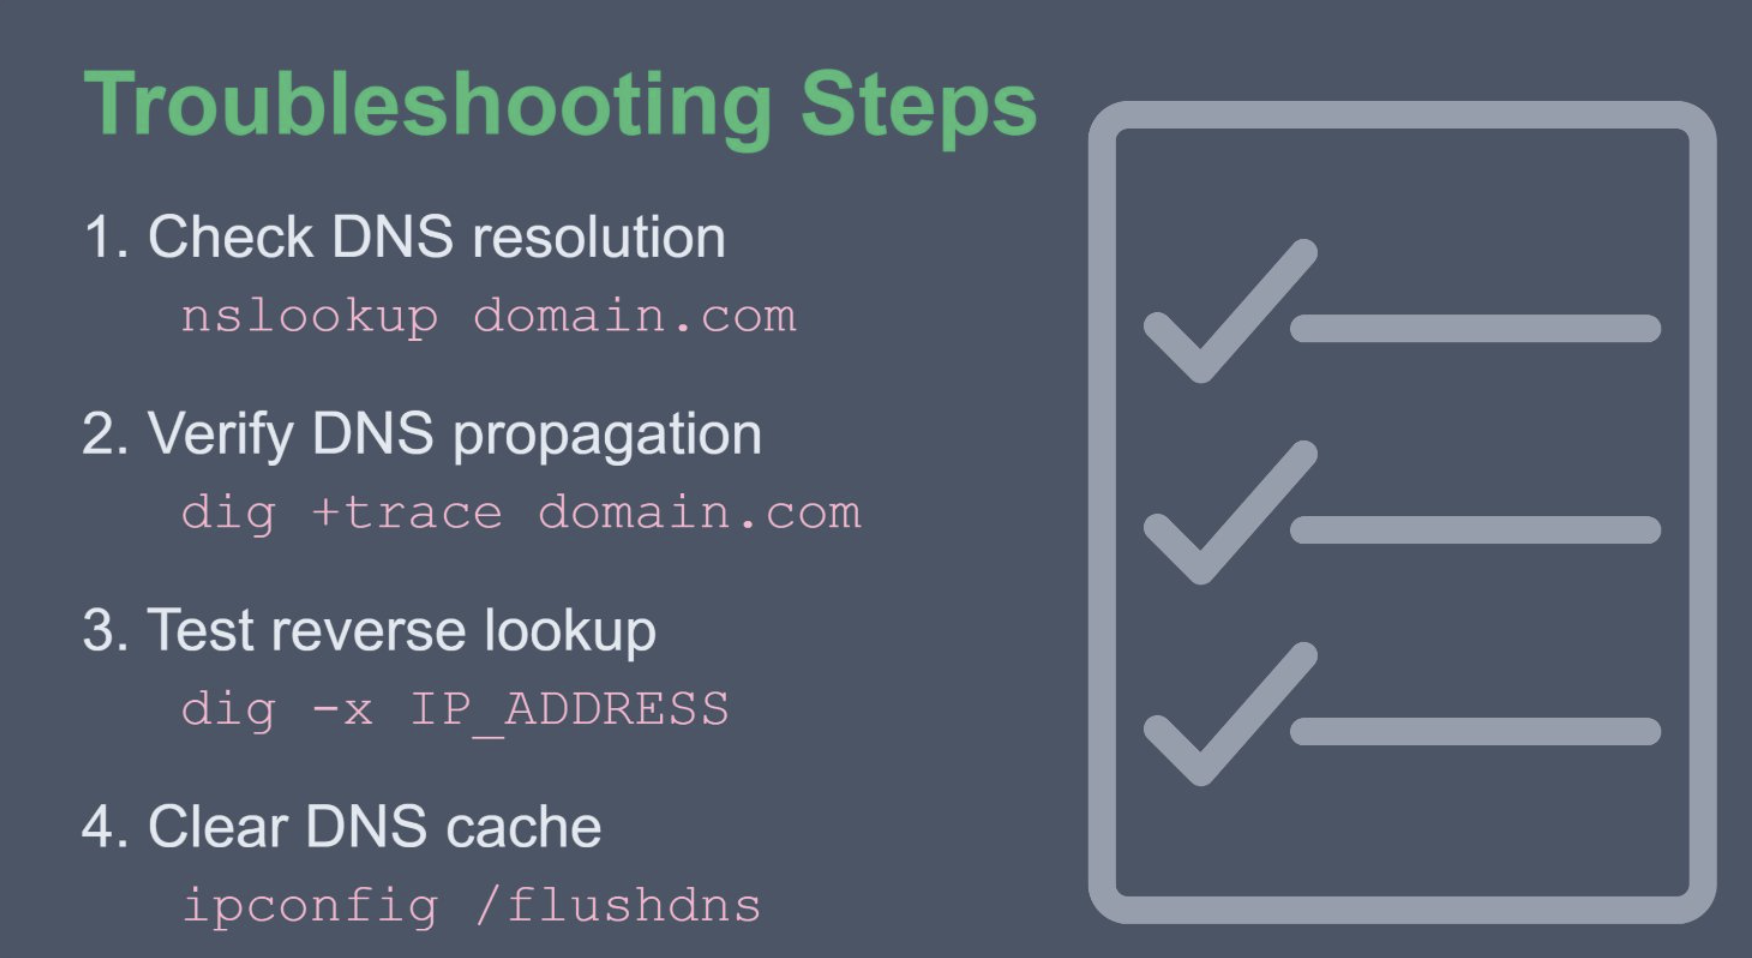 Troubleshooting Steps
1. Check DNS resolution
nslookup domain.com
2. Verify DNS propagation
dig +trace domain.com
3. Test reverse lookup
dig -x IP_ADDRESS
4. Clear DNS cache
ipconfig /flushdns